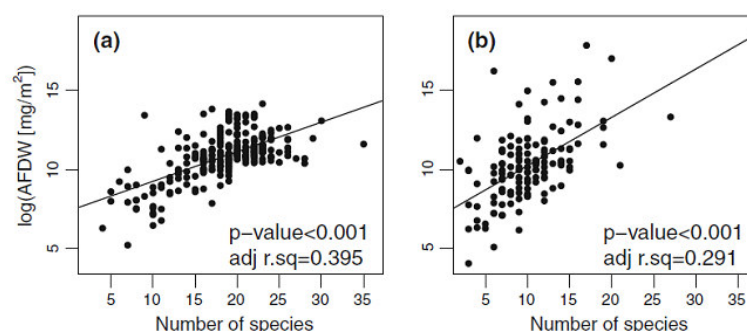 (a)
(b)
log(AFDW [mg/m²])
15
10
5
p-value<0.001
adj r.sq=0.395
5 10 15 20 25 30 35
Number of species
15
10
5
p-value<0.001
adj r.sq=0.291
5 10 15 20 25 30 35
Number of species